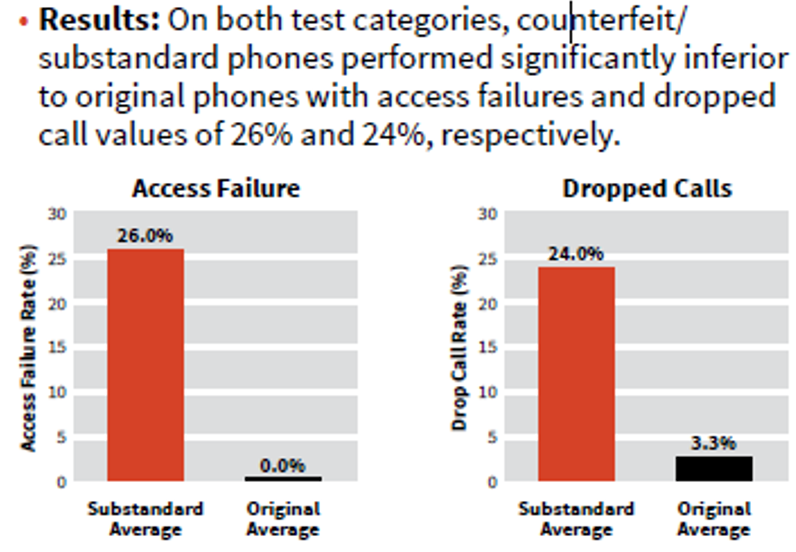 • Results: On both test categories, counterfeit/
substandard phones performed significantly inferior
to original phones with access failures and dropped
call values of 26% and 24%, respectively.
Access Failure
Access Failure Rate (%)
30
25
20
15
10
5
0
26.0%
0.0%
Substandard
Average
Original
Average
Dropped Calls
Drop Call Rate (%)
30
25
20
15
10
5
0
24.0%
3.3%
Substandard
Average
Original
Average